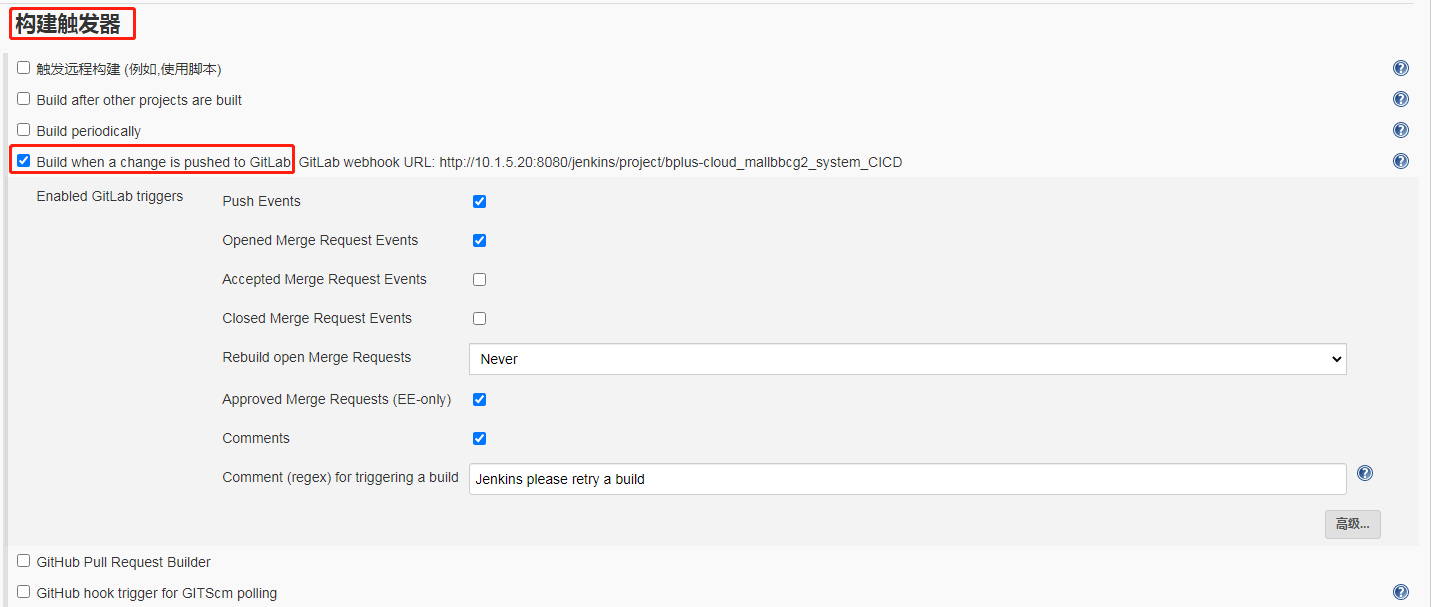 构建触发器
触发远程构建 (例如,使用脚本)
Build after other projects are built
Build periodically
Build when a change is pushed to GitLab. GitLab webhook URL: http://10.1.5.20:8080/jenkins/project/bplus-cloud_mallbbcg2_system_CICD
Enabled GitLab triggers
Push Events
Opened Merge Request Events
Accepted Merge Request Events
Closed Merge Request Events
Rebuild open Merge Requests Never
Approved Merge Requests (EE-only)
Comments
Comment (regex) for triggering a build Jenkins please retry a build
高级...
GitHub Pull Request Builder
GitHub hook trigger for GITScm polling